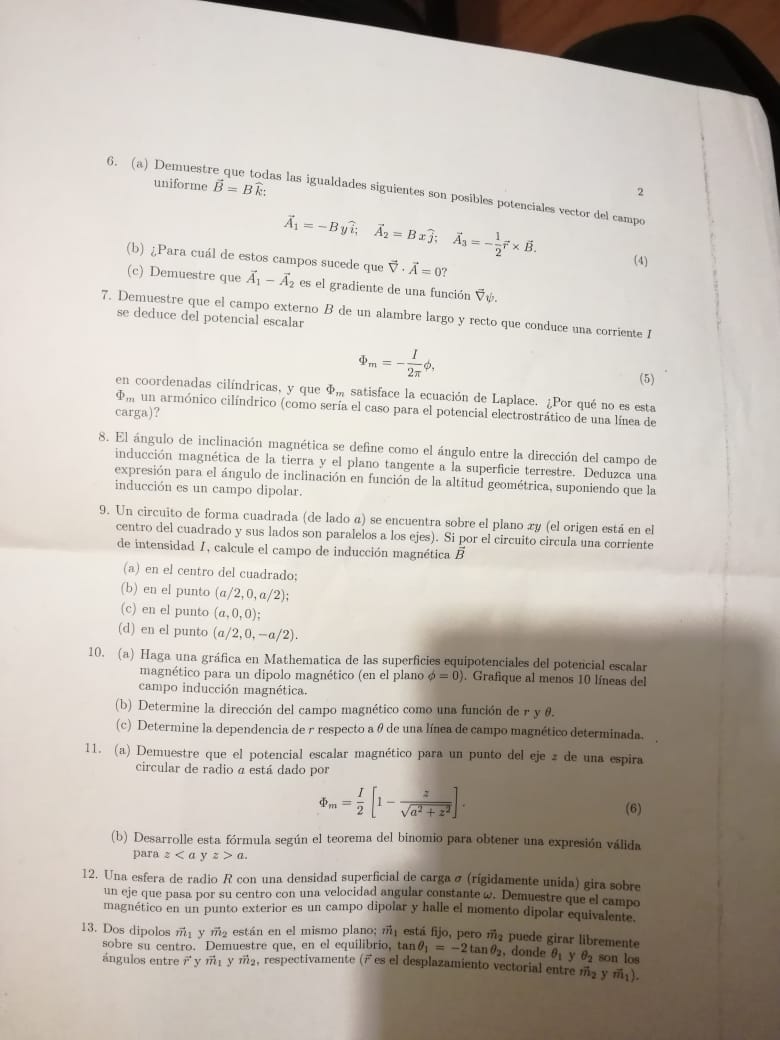 2
6. (a) Demuestre que todas las igualdades siguientes son posibles potenciales vector del campo
uniforme $\vec{B} = B\,\hat{k}$:
$\vec{A}_1 = -B y \hat{i}; \quad \vec{A}_2 = B x \hat{j}; \quad \vec{A}_3 = -\frac{1}{2}\vec{r} \times \vec{B}.$ (4)
(b) ¿Para cuál de estos campos sucede que $\vec{\nabla} \cdot \vec{A} = 0$?
(c) Demuestre que $\vec{A}_1 - \vec{A}_2$ es el gradiente de una función $\vec{\nabla}\psi$.
7. Demuestre que el campo externo $B$ de un alambre largo y recto que conduce una corriente $I$
se deduce del potencial escalar
$\Phi_m = -\frac{I}{2\pi}\phi,$ (5)
en coordenadas cilíndricas, y que $\Phi_m$ satisface la ecuación de Laplace. ¿Por qué no es esta
$\Phi_m$ un armónico cilíndrico (como sería el caso para el potencial electrostrático de una línea de
carga)?
8. El ángulo de inclinación magnética se define como el ángulo entre la dirección del campo de
inducción magnética de la tierra y el plano tangente a la superficie terrestre. Deduzca una
expresión para el ángulo de inclinación en función de la altitud geométrica, suponiendo que la
inducción es un campo dipolar.
9. Un circuito de forma cuadrada (de lado $a$) se encuentra sobre el plano $xy$ (el origen está en el
centro del cuadrado y sus lados son paralelos a los ejes). Si por el circuito circula una corriente
de intensidad $I$, calcule el campo de inducción magnética $\vec{B}$
(a) en el centro del cuadrado;
(b) en el punto $(a/2, 0, a/2)$;
(c) en el punto $(a, 0, 0)$;
(d) en el punto $(a/2, 0, -a/2)$.
10. (a) Haga una gráfica en Mathematica de las superficies equipotenciales del potencial escalar
magnético para un dipolo magnético (en el plano $\phi = 0$). Grafique al menos 10 líneas del
campo inducción magnética.
(b) Determine la dirección del campo magnético como una función de $r$ y $\theta$.
(c) Determine la dependencia de $r$ respecto a $\theta$ de una línea de campo magnético determinada.
11. (a) Demuestre que el potencial escalar magnético para un punto del eje $z$ de una espira
circular de radio $a$ está dado por
$\Phi_m = \frac{I}{2}\left[1 - \frac{z}{\sqrt{a^2 + z^2}}\right].$ (6)
(b) Desarrolle esta fórmula según el teorema del binomio para obtener una expresión válida
para $z < a$ y $z > a$.
12. Una esfera de radio $R$ con una densidad superficial de carga $\sigma$ (rígidamente unida) gira sobre
un eje que pasa por su centro con una velocidad angular constante $\omega$. Demuestre que el campo
magnético en un punto exterior es un campo dipolar y halle el momento dipolar equivalente.
13. Dos dipolos $\vec{m}_1$ y $\vec{m}_2$ están en el mismo plano; $\vec{m}_1$ está fijo, pero $\vec{m}_2$ puede girar libremente
sobre su centro. Demuestre que, en el equilibrio, $\tan\theta_1 = -2\tan\theta_2$, donde $\theta_1$ y $\theta_2$ son los
ángulos entre $\vec{r}$ y $\vec{m}_1$ y $\vec{m}_2$, respectivamente ($\vec{r}$ es el desplazamiento vectorial entre $\vec{m}_2$ y $\vec{m}_1$).